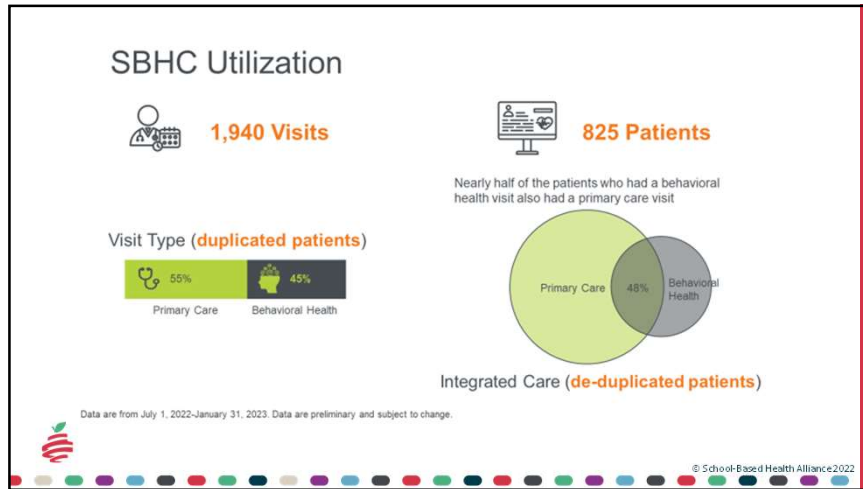 SBHC Utilization
1,940 Visits
825 Patients
Nearly half of the patients who had a behavioral
health visit also had a primary care visit
Visit Type (duplicated patients)
55%
45%
Primary Care
Behavioral Health
Primary Care
48%
Behavioral
Health
Integrated Care (de-duplicated patients)
Data are from July 1, 2022-January 31, 2023. Data are preliminary and subject to change.
© School-Based Health Alliance 2022